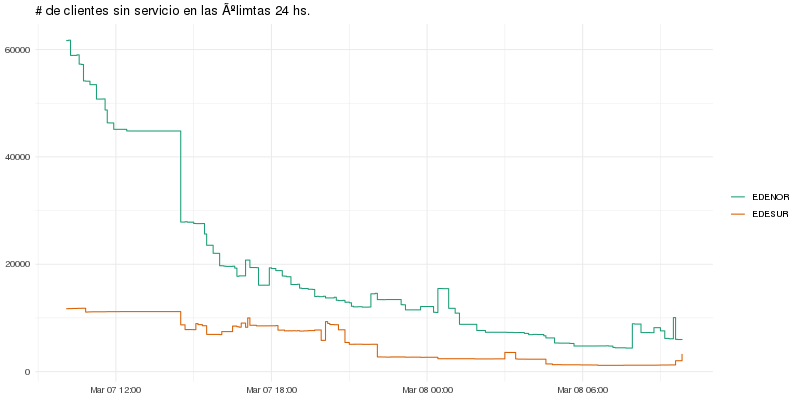 # de clientes sin servicio en las Ãºlimtas 24 hs.
60000
40000
20000
0
Mar 07 12:00
Mar 07 18:00
Mar 08 00:00
Mar 08 06:00
EDENOR
EDESUR